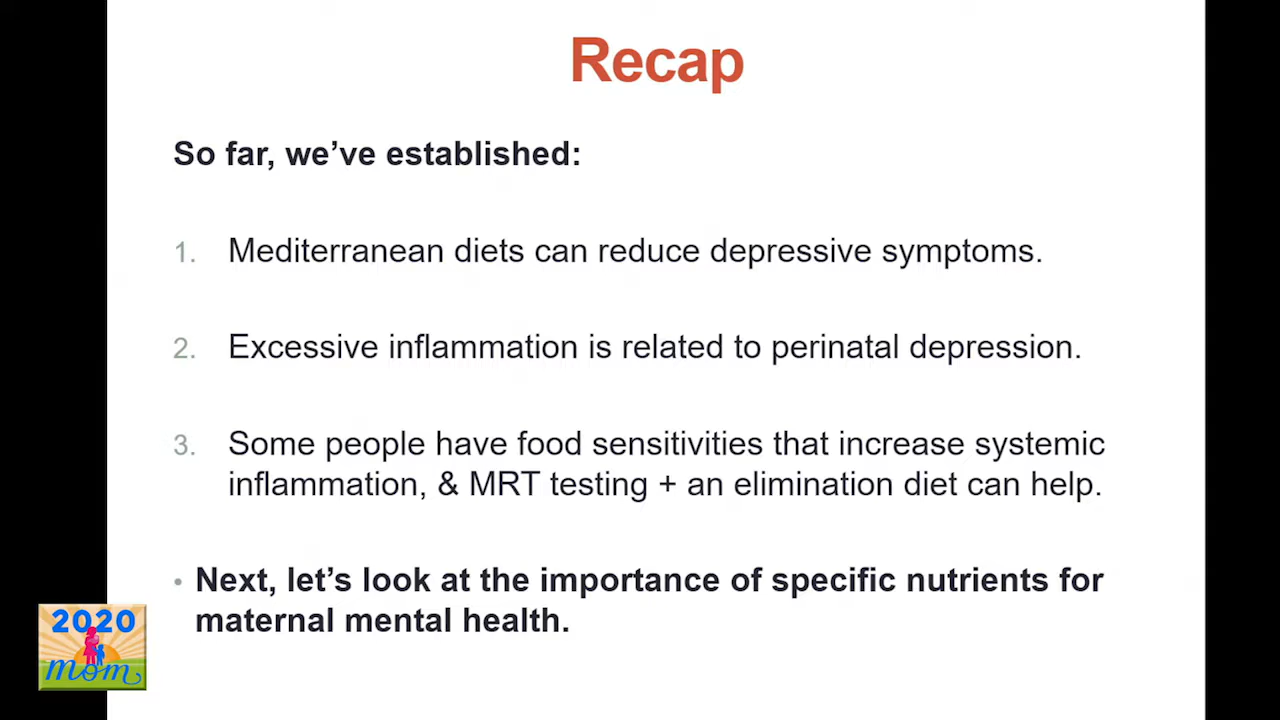 Recap
So far, we've established:
1. Mediterranean diets can reduce depressive symptoms.
2. Excessive inflammation is related to perinatal depression.
3. Some people have food sensitivities that increase systemic
inflammation, & MRT testing + an elimination diet can help.
• Next, let's look at the importance of specific nutrients for
maternal mental health.
2020
mom